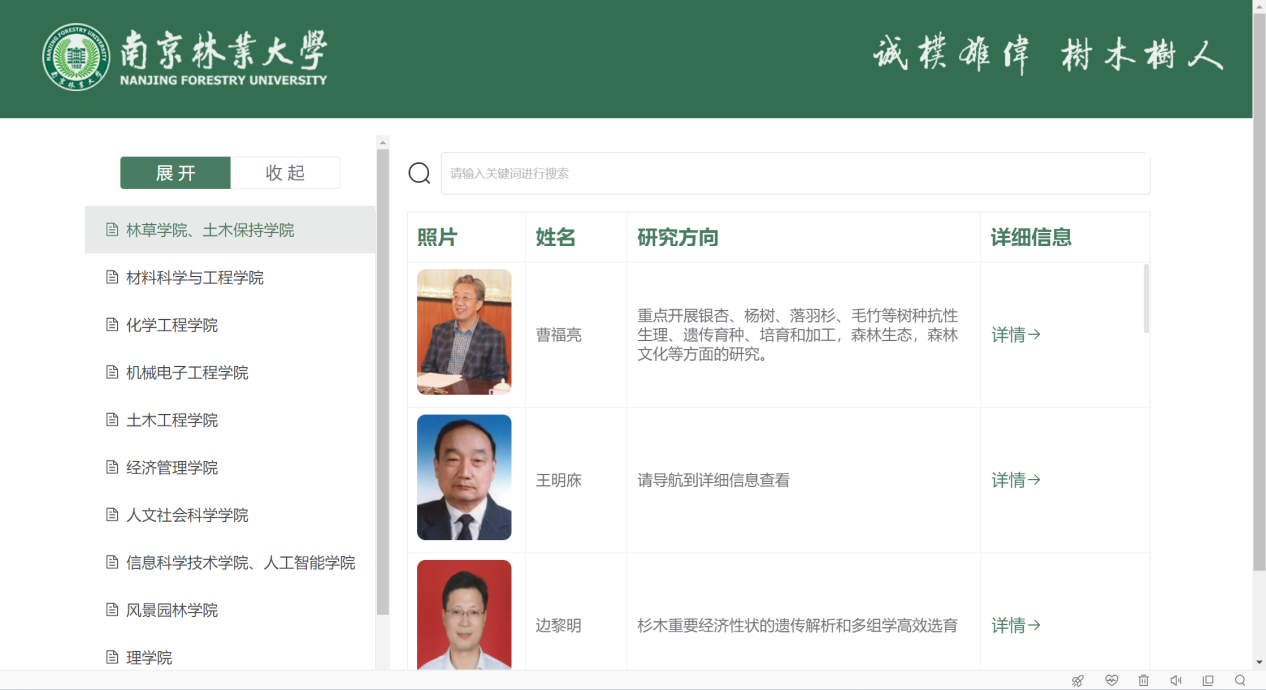 南京林業大學
NANJING FORESTRY UNIVERSITY
誠樸雄偉 樹木樹人
展开 收起
林草学院、土木保持学院
材料科学与工程学院
化学工程学院
机械电子工程学院
土木工程学院
经济管理学院
人文社会科学学院
信息科学技术学院、人工智能学院
风景园林学院
理学院
请输入关键词进行搜索
照片 姓名 研究方向 详细信息
曹福亮
重点开展银杏、杨树、落羽杉、毛竹等树种抗性
生理、遗传育种、培育和加工，森林生态，森林
文化等方面的研究。
详情→
王明庥 请导航到详细信息查看 详情→
边黎明 杉木重要经济性状的遗传解析和多组学高效选育 详情→